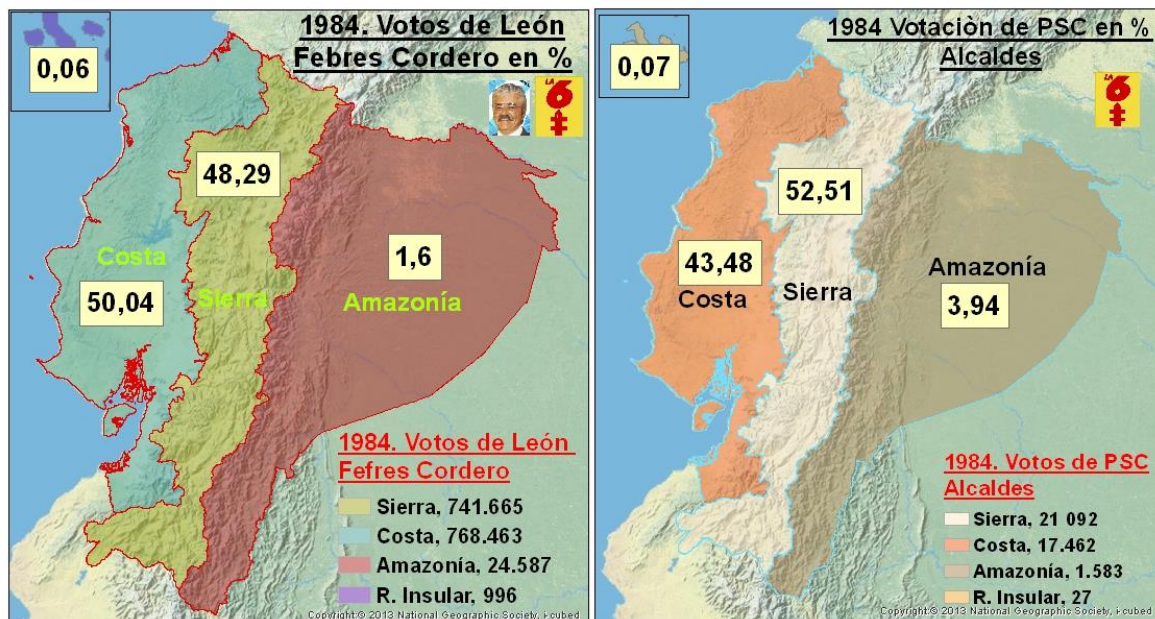 1984. Votos de León
Febres Cordero en %
0,06
LA
6
48,29
Costa
50,04
Sierra
1,6
Amazonía
1984. Votos de León
Fefres Cordero
Sierra, 741.665
Costa, 768.463
Amazonía, 24.587
R. Insular, 996
Copyright © 2013 National Geographic Society, i-cubed
1984 Votaciòn de PSC en %
Alcaldes
0,07
LA
6
52,51
43,48
Costa
Sierra
Amazonía
3,94
1984. Votos de PSC
Alcaldes
Sierra, 21 092
Costa, 17.462
Amazonía, 1.583
R. Insular, 27
Copyright © 2013 National Geographic Society, i-cubed